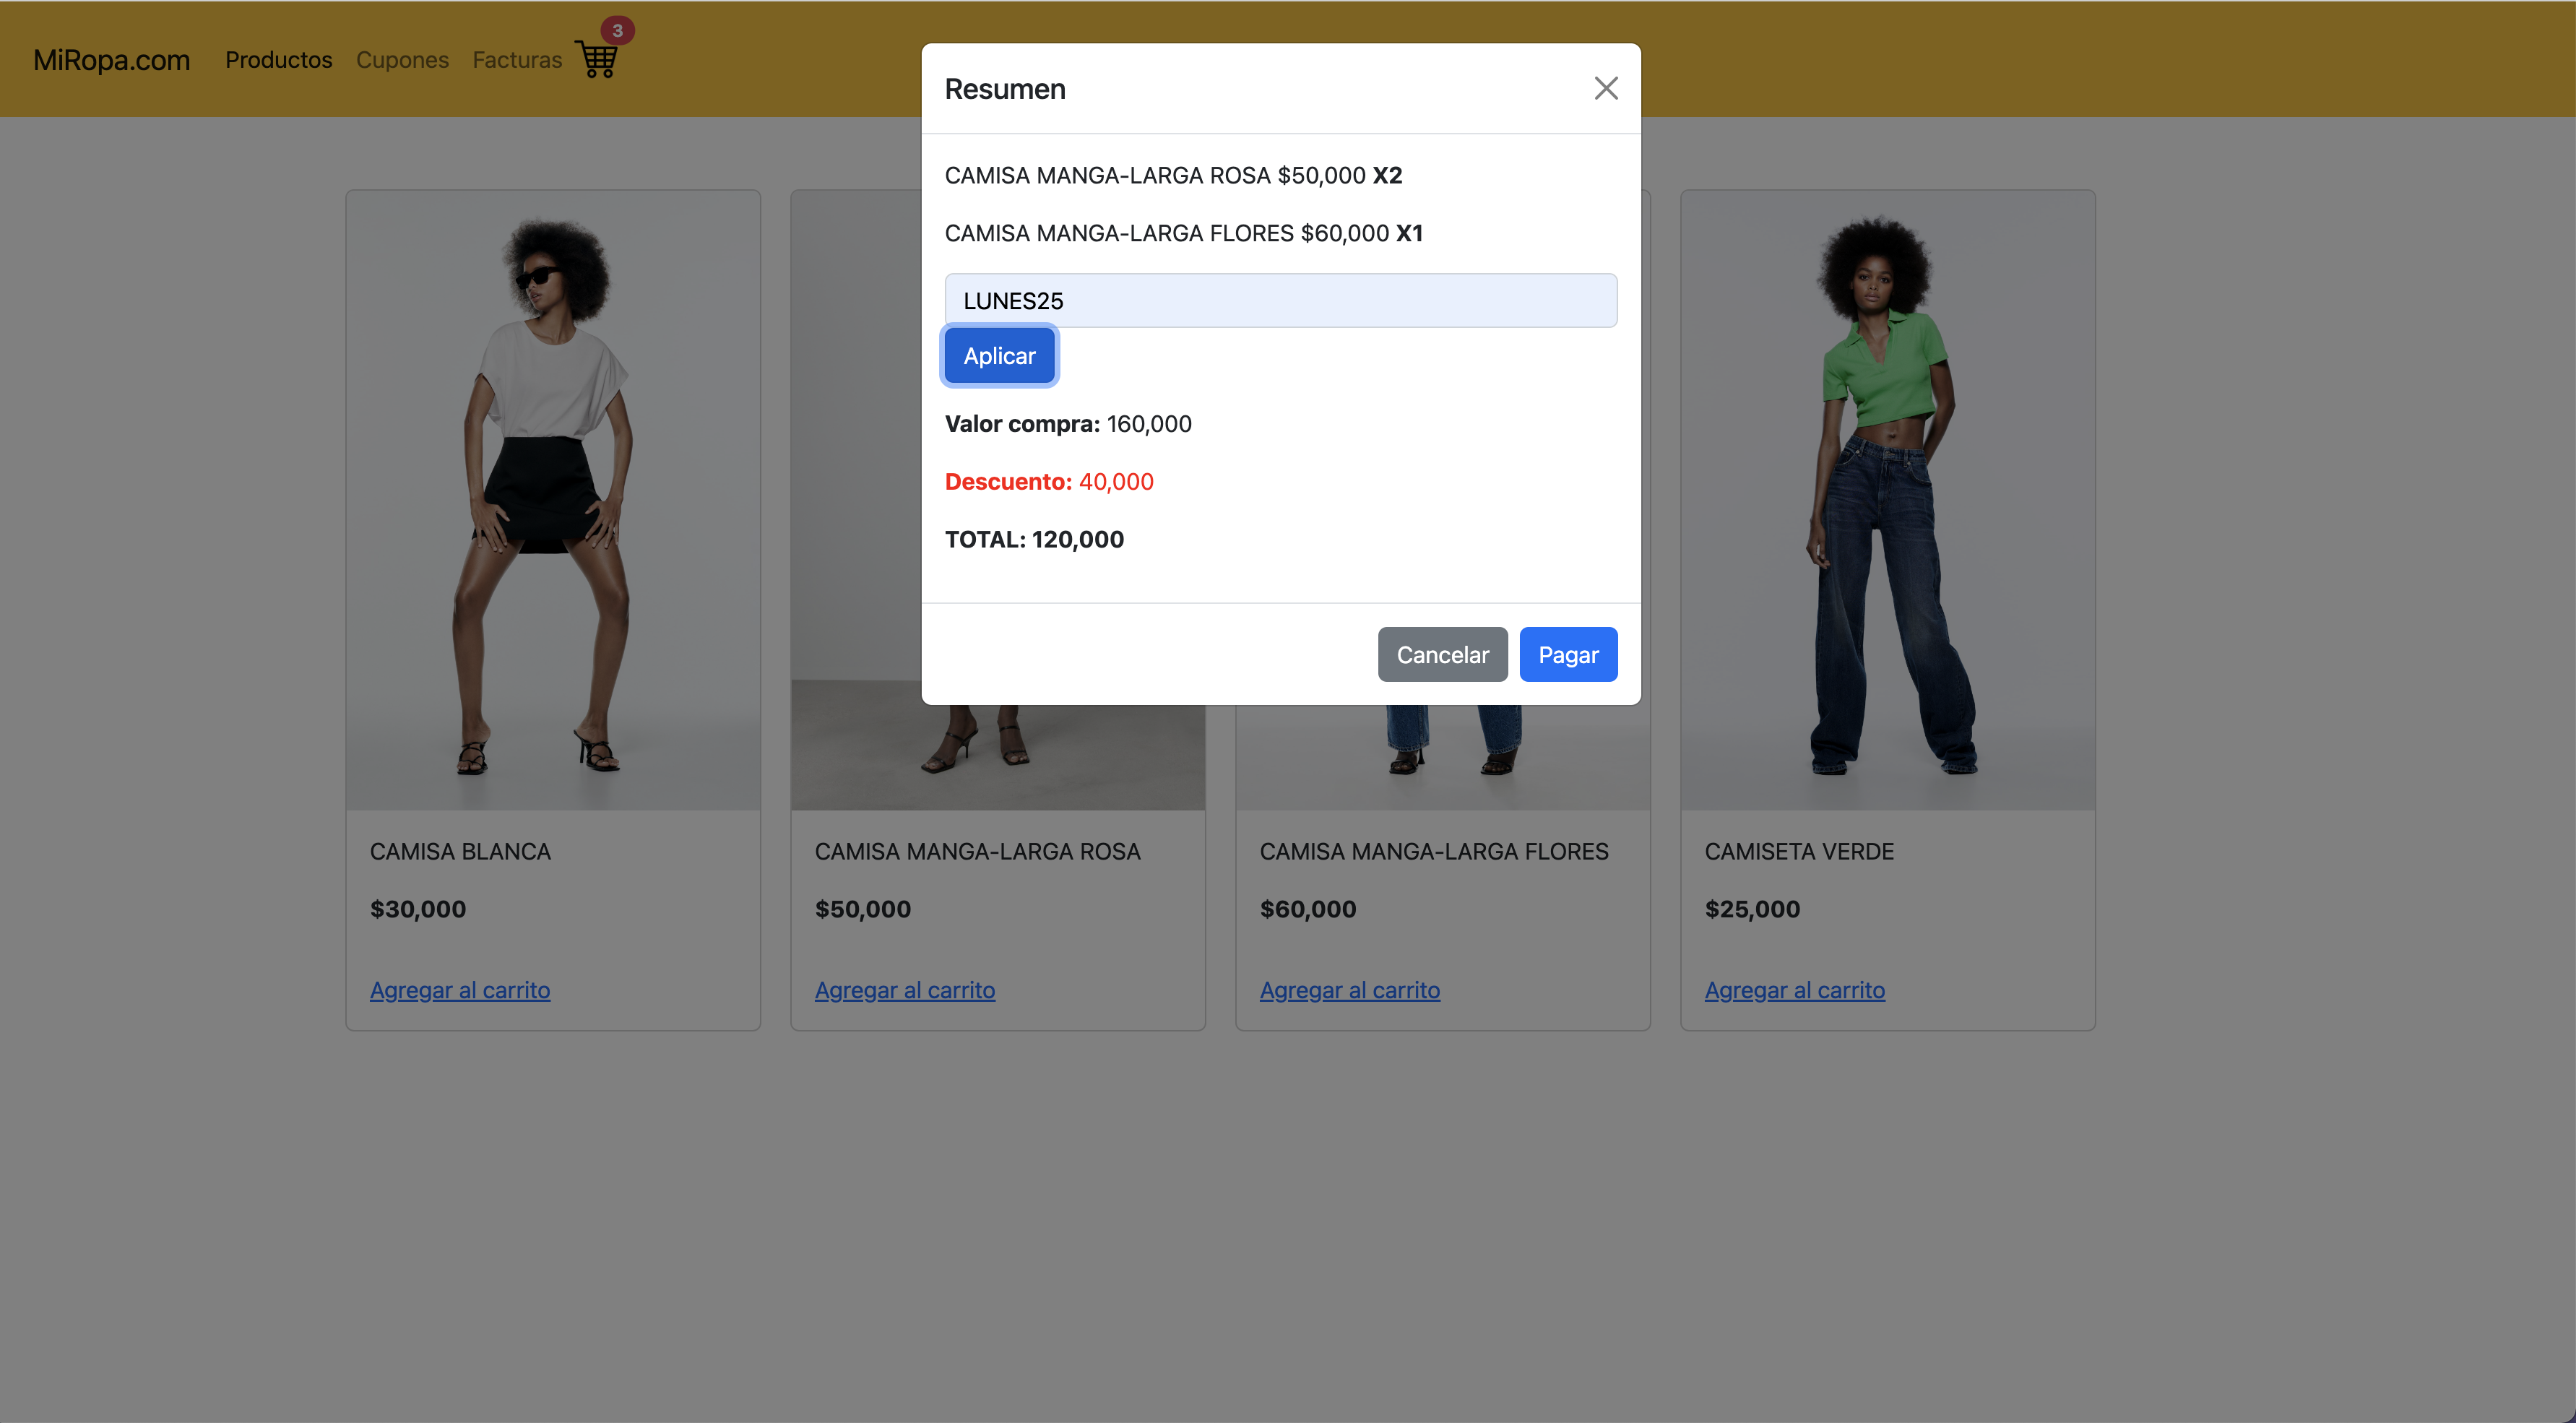 MiRopa.com Productos Cupones Facturas 3
Resumen
CAMISA MANGA-LARGA ROSA $50,000 X2
CAMISA MANGA-LARGA FLORES $60,000 X1
LUNES25
Aplicar
Valor compra: 160,000
Descuento: 40,000
TOTAL: 120,000
Cancelar Pagar
CAMISA BLANCA
$30,000
Agregar al carrito
CAMISA MANGA-LARGA ROSA
$50,000
Agregar al carrito
CAMISA MANGA-LARGA FLORES
$60,000
Agregar al carrito
CAMISETA VERDE
$25,000
Agregar al carrito